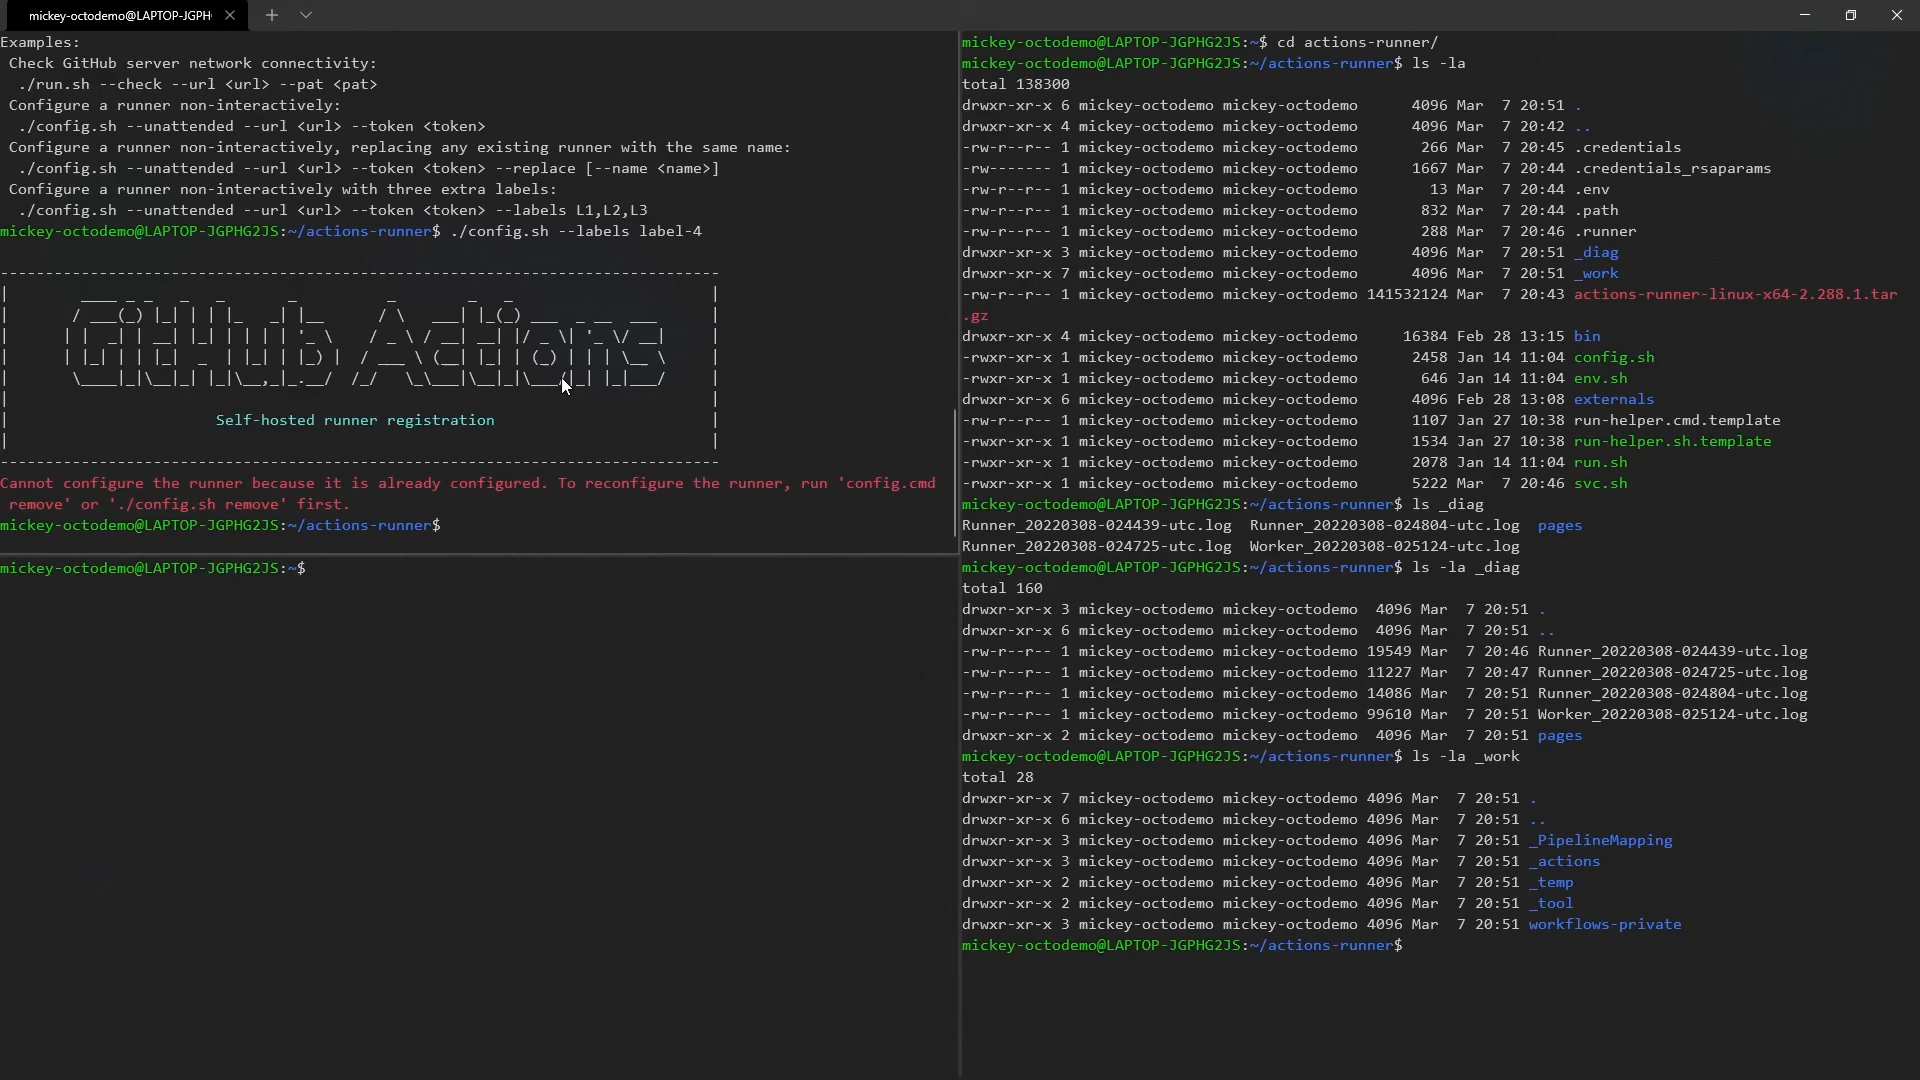 mickey-octodemo@LAPTOP-JGPH
Examples:
 Check GitHub server network connectivity:
  ./run.sh --check --url <url> --pat <pat>
 Configure a runner non-interactively:
  ./config.sh --unattended --url <url> --token <token>
 Configure a runner non-interactively, replacing any existing runner with the same name:
  ./config.sh --unattended --url <url> --token <token> --replace [--name <name>]
 Configure a runner non-interactively with three extra labels:
  ./config.sh --unattended --url <url> --token <token> --labels L1,L2,L3
mickey-octodemo@LAPTOP-JGPHG2JS:~/actions-runner$ ./config.sh --labels label-4
GitHub Actions
Self-hosted runner registration
Cannot configure the runner because it is already configured. To reconfigure the runner, run 'config.cmd
 remove' or './config.sh remove' first.
mickey-octodemo@LAPTOP-JGPHG2JS:~/actions-runner$
mickey-octodemo@LAPTOP-JGPHG2JS:~$
mickey-octodemo@LAPTOP-JGPHG2JS:~$ cd actions-runner/
mickey-octodemo@LAPTOP-JGPHG2JS:~/actions-runner$ ls -la
total 138300
drwxr-xr-x 6 mickey-octodemo mickey-octodemo      4096 Mar  7 20:51 .
drwxr-xr-x 4 mickey-octodemo mickey-octodemo      4096 Mar  7 20:42 ..
-rw-r--r-- 1 mickey-octodemo mickey-octodemo       266 Mar  7 20:45 .credentials
-rw------- 1 mickey-octodemo mickey-octodemo      1667 Mar  7 20:44 .credentials_rsaparams
-rw-r--r-- 1 mickey-octodemo mickey-octodemo        13 Mar  7 20:44 .env
-rw-r--r-- 1 mickey-octodemo mickey-octodemo       832 Mar  7 20:44 .path
-rw-r--r-- 1 mickey-octodemo mickey-octodemo       288 Mar  7 20:46 .runner
drwxr-xr-x 3 mickey-octodemo mickey-octodemo      4096 Mar  7 20:51 _diag
drwxr-xr-x 7 mickey-octodemo mickey-octodemo      4096 Mar  7 20:51 _work
-rw-r--r-- 1 mickey-octodemo mickey-octodemo 141532124 Mar  7 20:43 actions-runner-linux-x64-2.288.1.tar
.gz
drwxr-xr-x 4 mickey-octodemo mickey-octodemo     16384 Feb 28 13:15 bin
-rwxr-xr-x 1 mickey-octodemo mickey-octodemo      2458 Jan 14 11:04 config.sh
-rwxr-xr-x 1 mickey-octodemo mickey-octodemo       646 Jan 14 11:04 env.sh
drwxr-xr-x 6 mickey-octodemo mickey-octodemo      4096 Feb 28 13:08 externals
-rw-r--r-- 1 mickey-octodemo mickey-octodemo      1107 Jan 27 10:38 run-helper.cmd.template
-rwxr-xr-x 1 mickey-octodemo mickey-octodemo      1534 Jan 27 10:38 run-helper.sh.template
-rwxr-xr-x 1 mickey-octodemo mickey-octodemo      2078 Jan 14 11:04 run.sh
-rwxr-xr-x 1 mickey-octodemo mickey-octodemo      5222 Mar  7 20:46 svc.sh
mickey-octodemo@LAPTOP-JGPHG2JS:~/actions-runner$ ls _diag
Runner_20220308-024439-utc.log  Runner_20220308-024804-utc.log  pages
Runner_20220308-024725-utc.log  Worker_20220308-025124-utc.log
mickey-octodemo@LAPTOP-JGPHG2JS:~/actions-runner$ ls -la _diag
total 160
drwxr-xr-x 3 mickey-octodemo mickey-octodemo  4096 Mar  7 20:51 .
drwxr-xr-x 6 mickey-octodemo mickey-octodemo  4096 Mar  7 20:51 ..
-rw-r--r-- 1 mickey-octodemo mickey-octodemo 19549 Mar  7 20:46 Runner_20220308-024439-utc.log
-rw-r--r-- 1 mickey-octodemo mickey-octodemo 11227 Mar  7 20:47 Runner_20220308-024725-utc.log
-rw-r--r-- 1 mickey-octodemo mickey-octodemo 14086 Mar  7 20:51 Runner_20220308-024804-utc.log
-rw-r--r-- 1 mickey-octodemo mickey-octodemo 99610 Mar  7 20:51 Worker_20220308-025124-utc.log
drwxr-xr-x 2 mickey-octodemo mickey-octodemo  4096 Mar  7 20:51 pages
mickey-octodemo@LAPTOP-JGPHG2JS:~/actions-runner$ ls -la _work
total 28
drwxr-xr-x 7 mickey-octodemo mickey-octodemo 4096 Mar  7 20:51 .
drwxr-xr-x 6 mickey-octodemo mickey-octodemo 4096 Mar  7 20:51 ..
drwxr-xr-x 3 mickey-octodemo mickey-octodemo 4096 Mar  7 20:51 _PipelineMapping
drwxr-xr-x 3 mickey-octodemo mickey-octodemo 4096 Mar  7 20:51 _actions
drwxr-xr-x 2 mickey-octodemo mickey-octodemo 4096 Mar  7 20:51 _temp
drwxr-xr-x 2 mickey-octodemo mickey-octodemo 4096 Mar  7 20:51 _tool
drwxr-xr-x 3 mickey-octodemo mickey-octodemo 4096 Mar  7 20:51 workflows-private
mickey-octodemo@LAPTOP-JGPHG2JS:~/actions-runner$